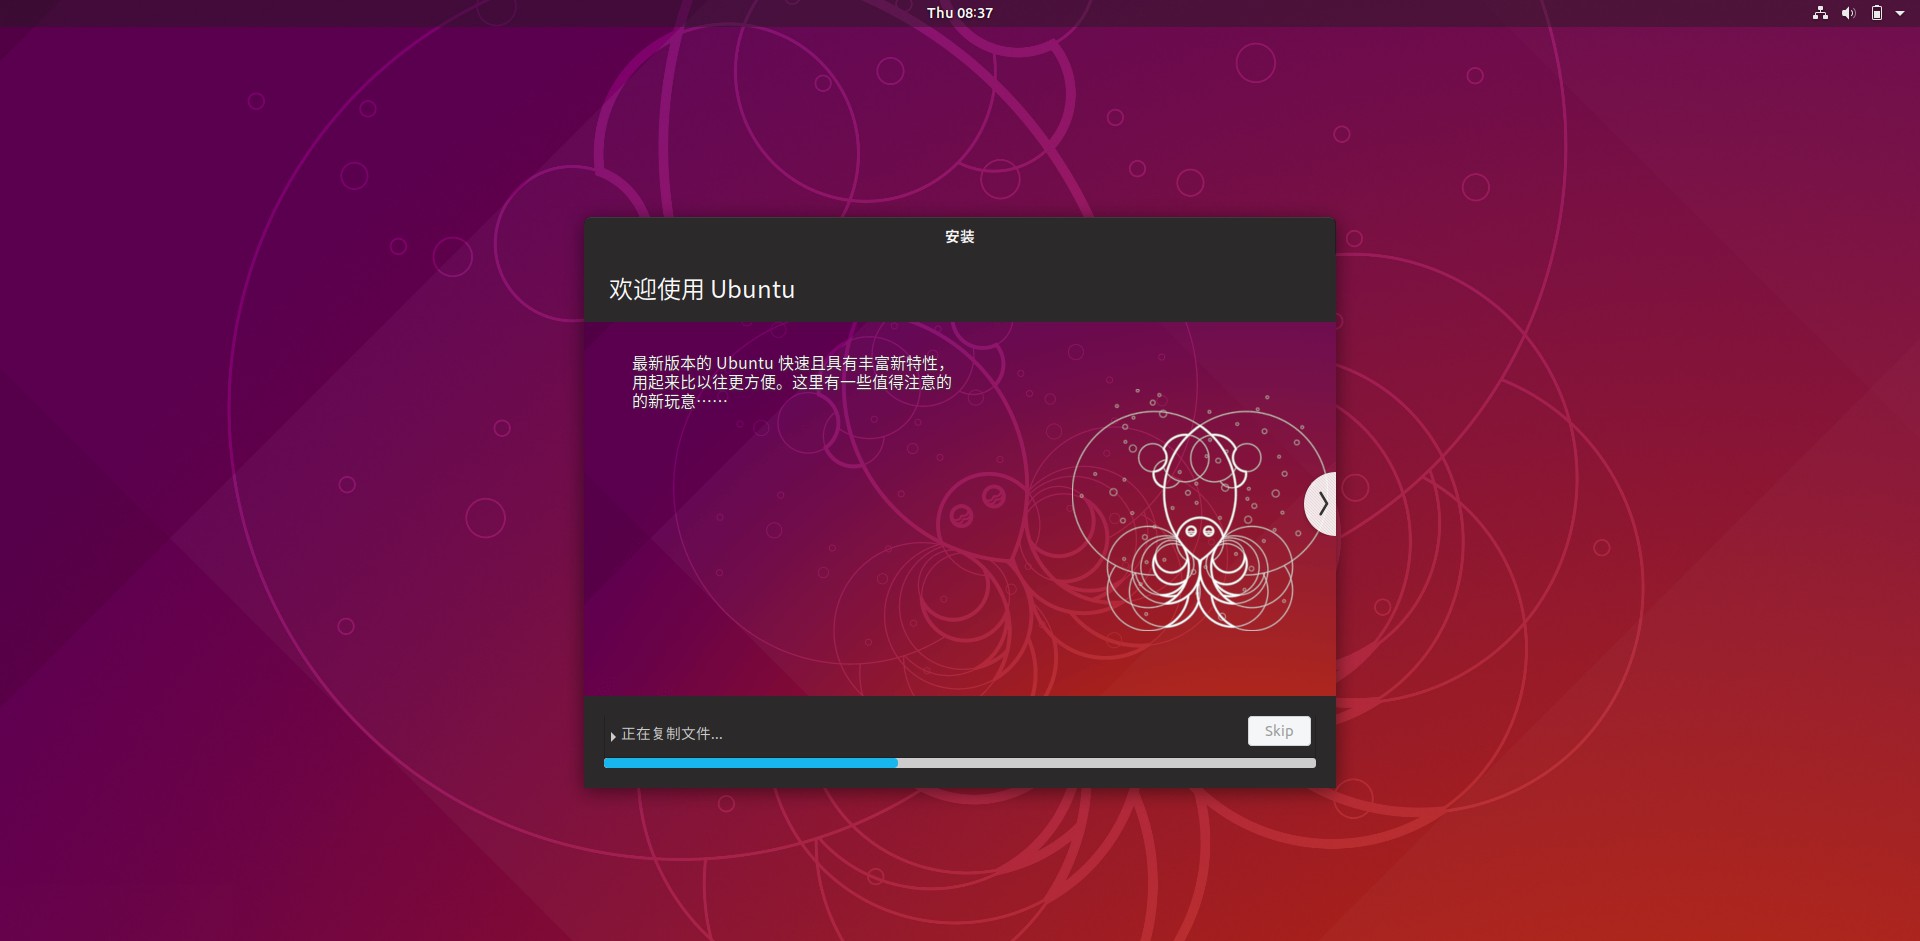 Thu 08:37
安装
欢迎使用 Ubuntu
最新版本的 Ubuntu 快速且具有丰富新特性，
用起来比以往更方便。这里有一些值得注意的
的新玩意……
正在复制文件...
Skip